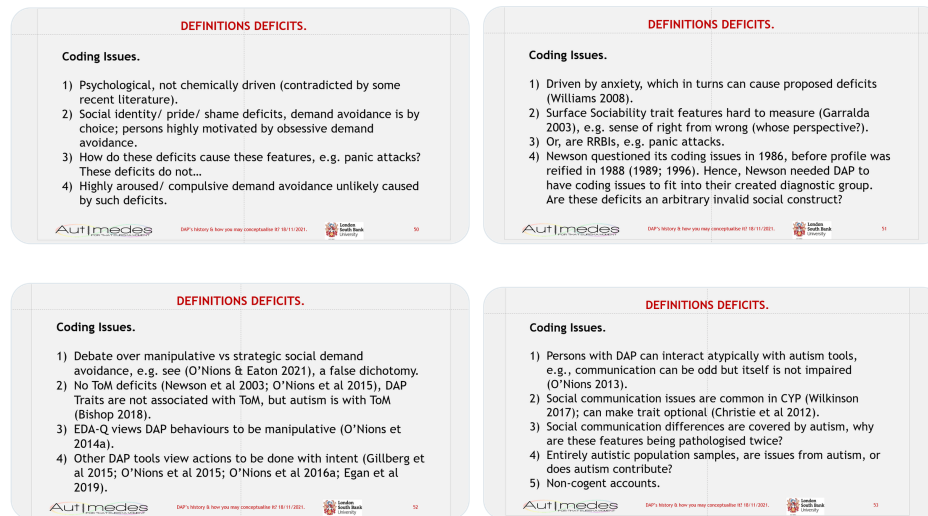 DEFINITIONS DEFICITS.
Coding Issues.
1) Psychological, not chemically driven (contradicted by some
recent literature).
2) Social identity/ pride/ shame deficits, demand avoidance is by
choice; persons highly motivated by obsessive demand
avoidance.
3) How do these deficits cause these features, e.g. panic attacks?
These deficits do not…
4) Highly aroused/ compulsive demand avoidance unlikely caused
by such deficits.
Aut|medes
DAP's history & how you may conceptualise it? 18/11/2021.
London
South Bank
University
50
DEFINITIONS DEFICITS.
Coding Issues.
1) Driven by anxiety, which in turns can cause proposed deficits
(Williams 2008).
2) Surface Sociability trait features hard to measure (Garralda
2003), e.g. sense of right from wrong (whose perspective?).
3) Or, are RRBIs, e.g. panic attacks.
4) Newson questioned its coding issues in 1986, before profile was
reified in 1988 (1989; 1996). Hence, Newson needed DAP to
have coding issues to fit into their created diagnostic group.
Are these deficits an arbitrary invalid social construct?
Aut|medes
DAP's history & how you may conceptualise it? 18/11/2021.
London
South Bank
University
51
DEFINITIONS DEFICITS.
Coding Issues.
1) Debate over manipulative vs strategic social demand
avoidance, e.g. see (O'Nions & Eaton 2021), a false dichotomy.
2) No ToM deficits (Newson et al 2003; O'Nions et al 2015), DAP
Traits are not associated with ToM, but autism is with ToM
(Bishop 2018).
3) EDA-Q views DAP behaviours to be manipulative (O'Nions et
2014a).
4) Other DAP tools view actions to be done with intent (Gillberg et
al 2015; O'Nions et al 2015; O'Nions et al 2016a; Egan et al
2019).
Aut|medes
DAP's history & how you may conceptualise it? 18/11/2021.
London
South Bank
University
52
DEFINITIONS DEFICITS.
Coding Issues.
1) Persons with DAP can interact atypically with autism tools,
e.g., communication can be odd but itself is not impaired
(O'Nions 2013).
2) Social communication issues are common in CYP (Wilkinson
2017); can make trait optional (Christie et al 2012).
3) Social communication differences are covered by autism, why
are these features being pathologised twice?
4) Entirely autistic population samples, are issues from autism, or
does autism contribute?
5) Non-cogent accounts.
Aut|medes
DAP's history & how you may conceptualise it? 18/11/2021.
London
South Bank
University
53